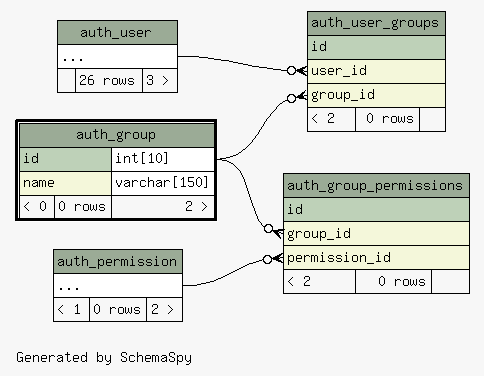 auth_user
...
26 rows 3 >
auth_user_groups
id
user_id
group_id
< 2 0 rows
auth_group
id int[10]
name varchar[150]
< 0 0 rows 2 >
auth_group_permissions
id
group_id
permission_id
< 2 0 rows
auth_permission
...
< 1 0 rows 2 >
Generated by SchemaSpy